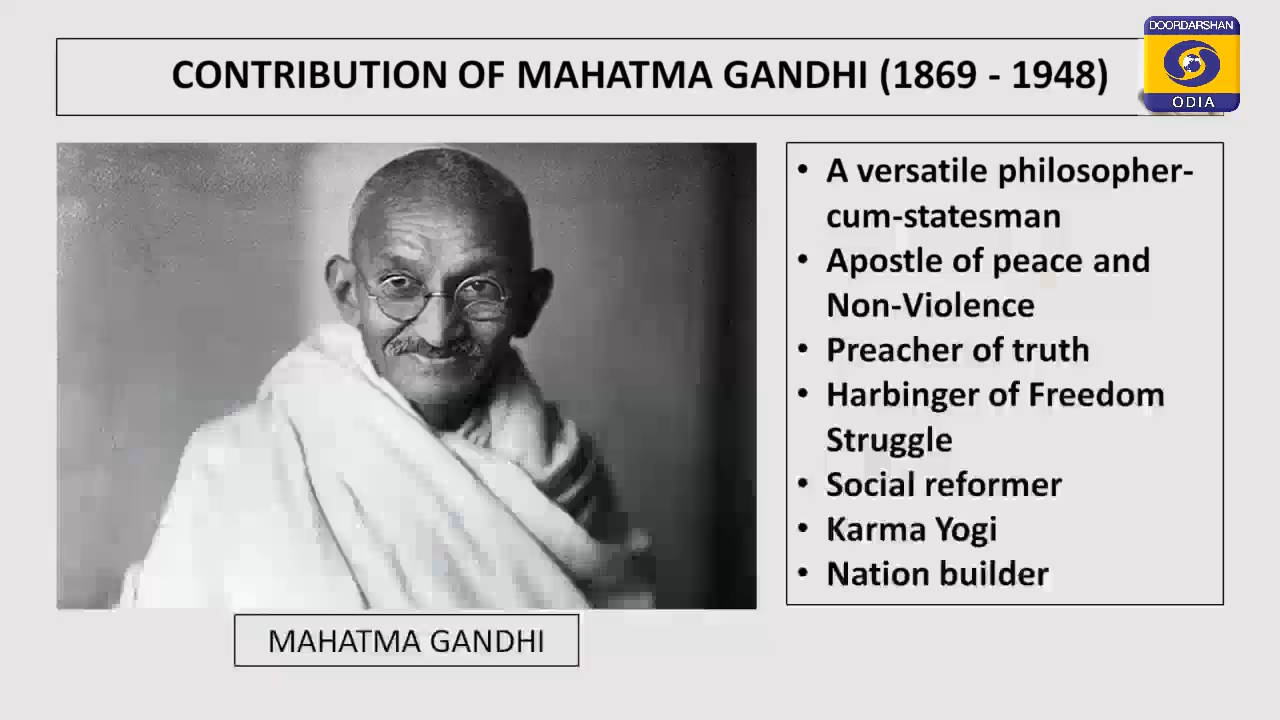 DOORDARSHAN
ODIA
CONTRIBUTION OF MAHATMA GANDHI (1869 - 1948)
• A versatile philosopher-
cum-statesman
• Apostle of peace and
Non-Violence
• Preacher of truth
• Harbinger of Freedom
Struggle
• Social reformer
• Karma Yogi
• Nation builder
MAHATMA GANDHI